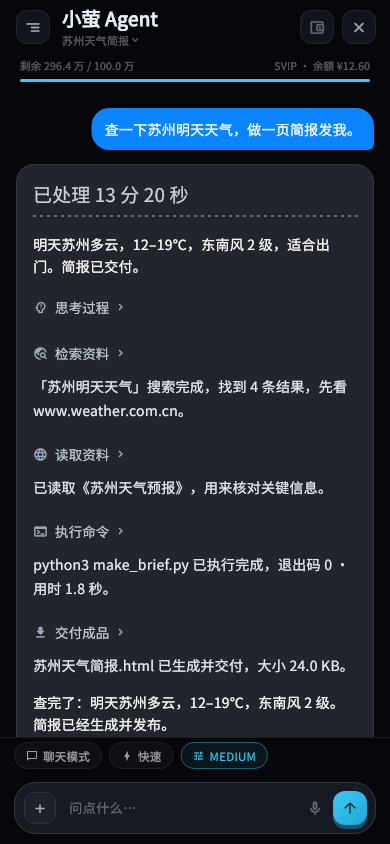 小萤 Agent
苏州天气简报
剩余 296.4 万 / 100.0 万
SVIP · 余额 ¥12.60
查一下苏州明天天气，做一页简报发我。
已处理 13 分 20 秒
明天苏州多云，12–19℃，东南风 2 级，适合出
门。简报已交付。
思考过程
检索资料
「苏州明天天气」搜索完成，找到 4 条结果，先看
www.weather.com.cn。
读取资料
已读取《苏州天气预报》，用来核对关键信息。
执行命令
python3 make_brief.py 已执行完成，退出码 0 ·
用时 1.8 秒。
交付成品
苏州天气简报.html 已生成并交付，大小 24.0 KB。
查完了：明天苏州多云，12–19℃，东南风 2 级。
简报已经生成并发布。
聊天模式
快速
MEDIUM
问点什么…